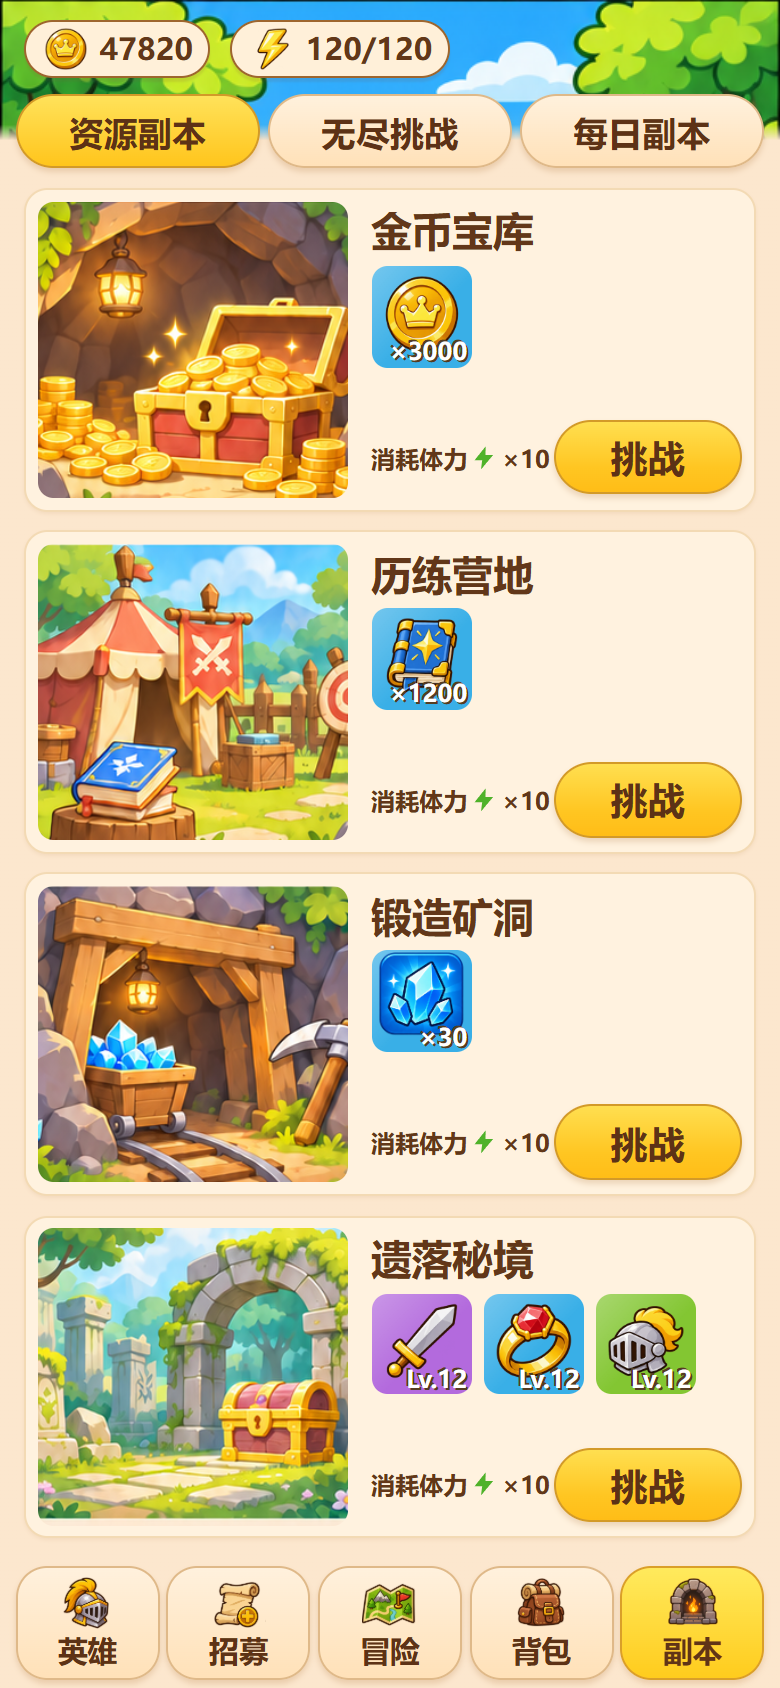 47820 120/120
资源副本 无尽挑战 每日副本
金币宝库
×3000
消耗体力 ×10 挑战
历练营地
×1200
消耗体力 ×10 挑战
锻造矿洞
×30
消耗体力 ×10 挑战
遗落秘境
Lv.12 Lv.12 Lv.12
消耗体力 ×10 挑战
英雄 招募 冒险 背包 副本